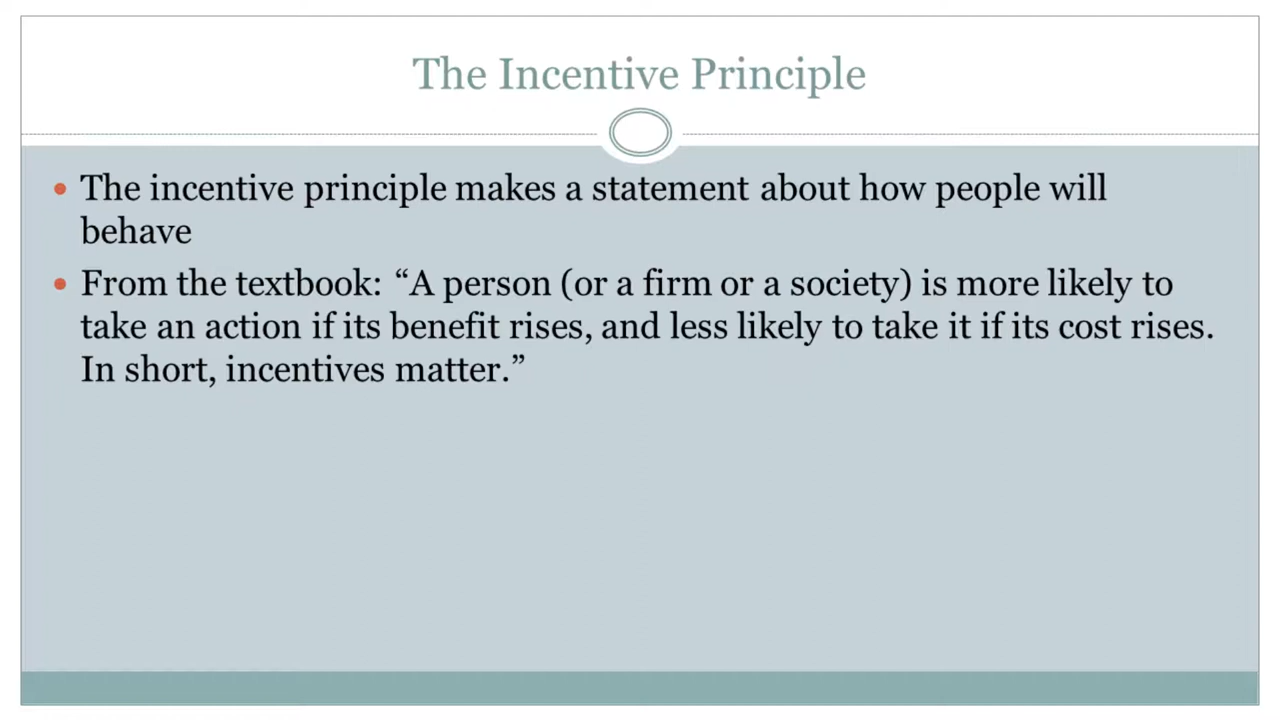 The Incentive Principle
• The incentive principle makes a statement about how people will
behave
• From the textbook: “A person (or a firm or a society) is more likely to
take an action if its benefit rises, and less likely to take it if its cost rises.
In short, incentives matter.”